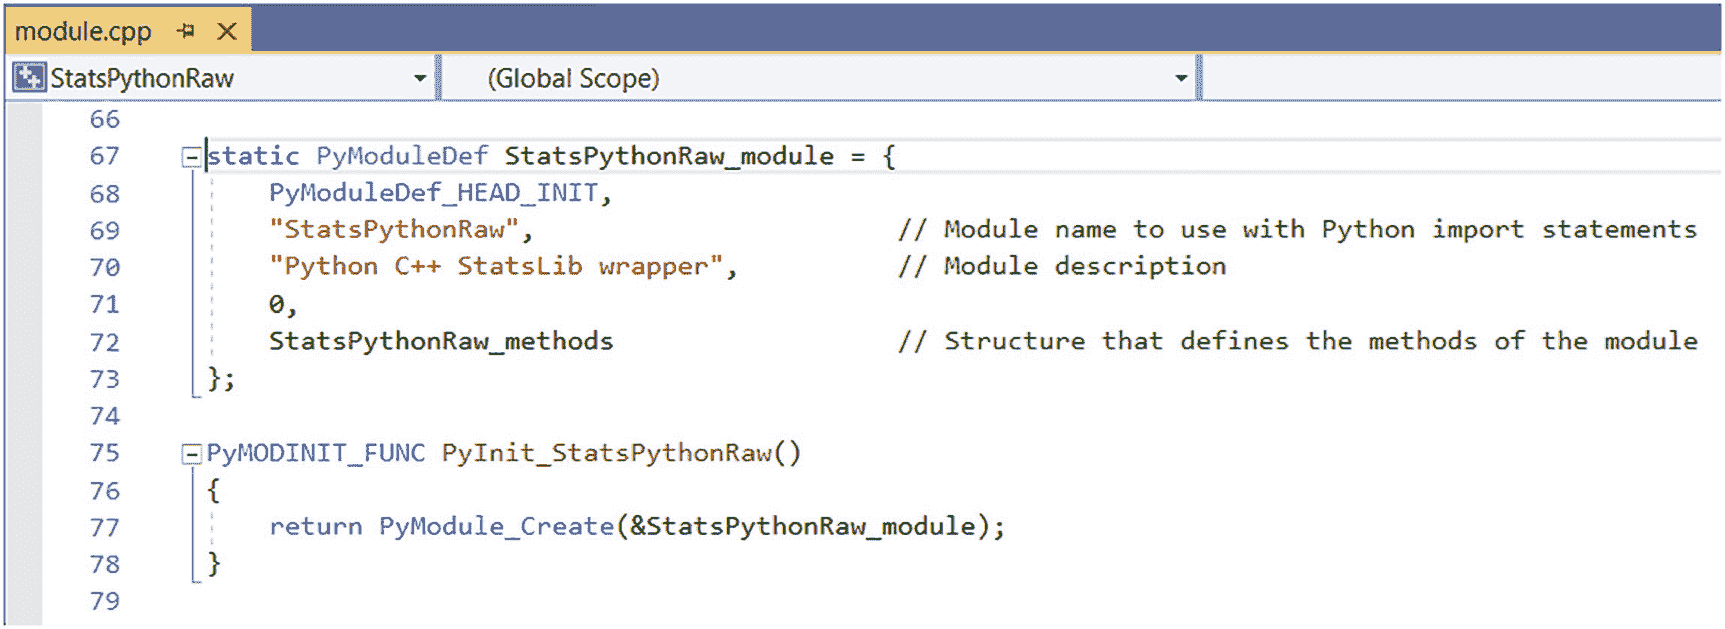 module.cpp
StatsPythonRaw (Global Scope)
66
67 static PyModuleDef StatsPythonRaw_module = {
68 PyModuleDef_HEAD_INIT,
69 "StatsPythonRaw", // Module name to use with Python import statements
70 "Python C++ StatsLib wrapper", // Module description
71 0,
72 StatsPythonRaw_methods // Structure that defines the methods of the module
73 };
74
75 PyMODINIT_FUNC PyInit_StatsPythonRaw()
76 {
77 return PyModule_Create(&StatsPythonRaw_module);
78 }
79